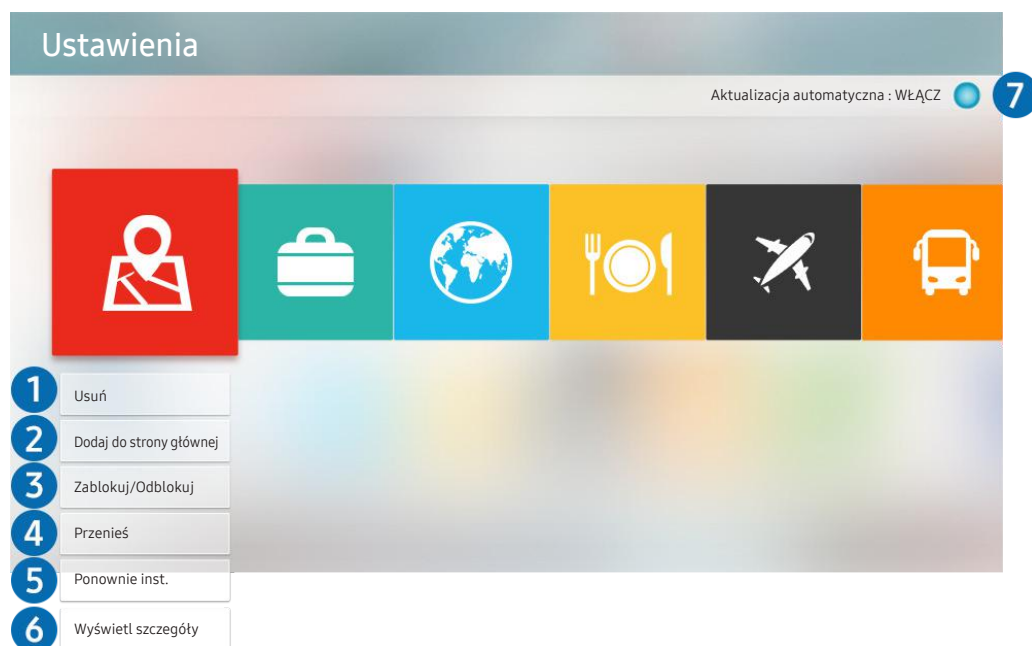 Ustawienia
Aktualizacja automatyczna : WŁĄCZ 7
1 Usuń
2 Dodaj do strony głównej
3 Zablokuj/Odblokuj
4 Przenieś
5 Ponownie inst.
6 Wyświetl szczegóły